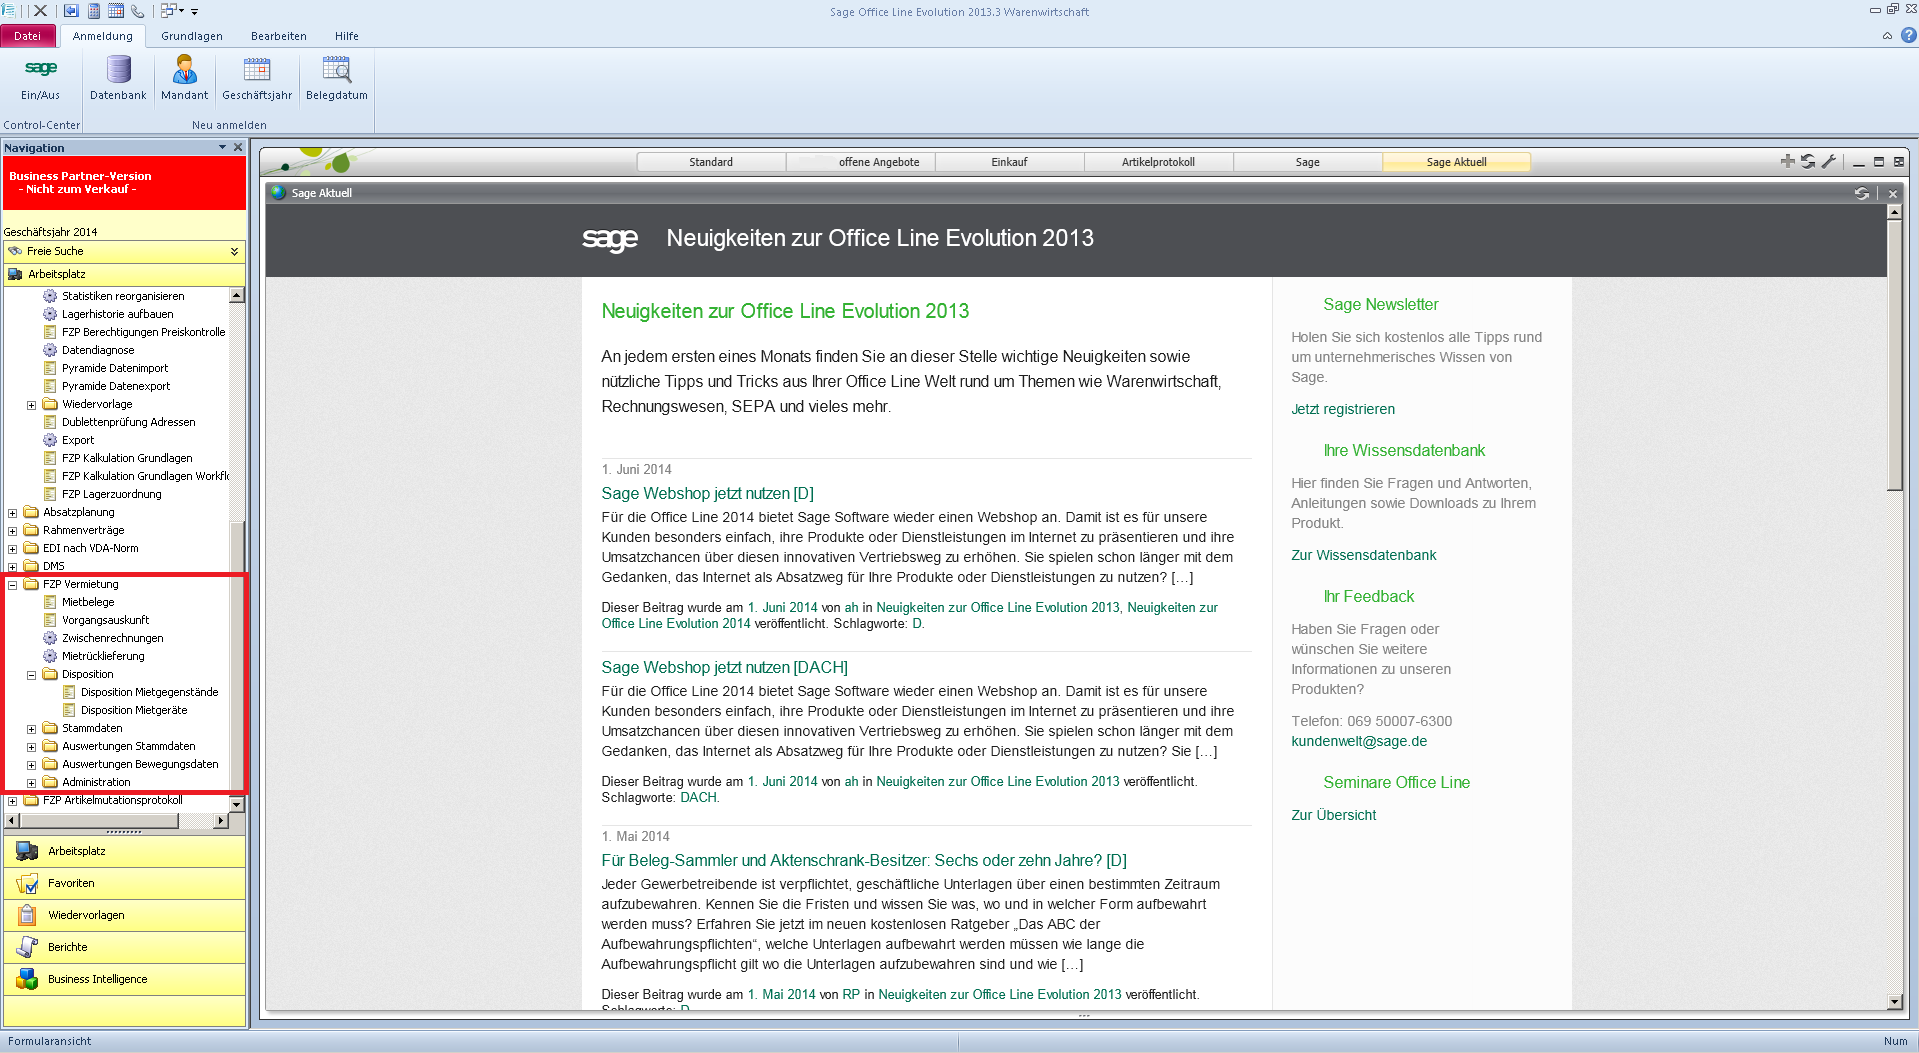 Sage Office Line Evolution 2013.3 Warenwirtschaft
Datei
Anmeldung
Grundlagen
Bearbeiten
Hilfe
sage
Ein/Aus
Datenbank
Mandant
Geschäftsjahr
Belegdatum
Control-Center
Neu anmelden
Navigation
Business Partner-Version
- Nicht zum Verkauf -
Geschäftsjahr 2014
Freie Suche
Arbeitsplatz
Statistiken reorganisieren
Lagerhistorie aufbauen
FZP Berechtigungen Preiskontrolle
Datendiagnose
Pyramide Datenimport
Pyramide Datenexport
Wiedervorlage
Dublettenprüfung Adressen
Export
FZP Kalkulation Grundlagen
FZP Kalkulation Grundlagen Workflo
FZP Lagerzuordnung
Absatzplanung
Rahmenverträge
EDI nach VDA-Norm
DMS
FZP Vermietung
Mietbelege
Vorgangsauskunft
Zwischenrechnungen
Mietrücklieferung
Disposition
Disposition Mietgegenstände
Disposition Mietgeräte
Stammdaten
Auswertungen Stammdaten
Auswertungen Bewegungsdaten
Administration
FZP Artikelmutationsprotokoll
Arbeitsplatz
Favoriten
Wiedervorlagen
Berichte
Business Intelligence
Standard
offene Angebote
Einkauf
Artikelprotokoll
Sage
Sage Aktuell
Sage Aktuell
sage Neuigkeiten zur Office Line Evolution 2013
Neuigkeiten zur Office Line Evolution 2013
An jedem ersten eines Monats finden Sie an dieser Stelle wichtige Neuigkeiten sowie
nützliche Tipps und Tricks aus Ihrer Office Line Welt rund um Themen wie Warenwirtschaft,
Rechnungswesen, SEPA und vieles mehr.
1. Juni 2014
Sage Webshop jetzt nutzen [D]
Für die Office Line 2014 bietet Sage Software wieder einen Webshop an. Damit ist es für unsere
Kunden besonders einfach, ihre Produkte oder Dienstleistungen im Internet zu präsentieren und ihre
Umsatzchancen über diesen innovativen Vertriebsweg zu erhöhen. Sie spielen schon länger mit dem
Gedanken, das Internet als Absatzweg für Ihre Produkte oder Dienstleistungen zu nutzen? […]
Dieser Beitrag wurde am 1. Juni 2014 von ah in Neuigkeiten zur Office Line Evolution 2013, Neuigkeiten zur
Office Line Evolution 2014 veröffentlicht. Schlagworte: D.
Sage Webshop jetzt nutzen [DACH]
Für die Office Line 2014 bietet Sage Software wieder einen Webshop an. Damit ist es für unsere
Kunden besonders einfach, ihre Produkte oder Dienstleistungen im Internet zu präsentieren und ihre
Umsatzchancen über diesen innovativen Vertriebsweg zu erhöhen. Sie spielen schon länger mit dem
Gedanken, das Internet als Absatzweg für Ihre Produkte oder Dienstleistungen zu nutzen? Sie […]
Dieser Beitrag wurde am 1. Juni 2014 von ah in Neuigkeiten zur Office Line Evolution 2013 veröffentlicht.
Schlagworte: DACH.
1. Mai 2014
Für Beleg-Sammler und Aktenschrank-Besitzer: Sechs oder zehn Jahre? [D]
Jeder Gewerbetreibende ist verpflichtet, geschäftliche Unterlagen über einen bestimmten Zeitraum
aufzubewahren. Kennen Sie die Fristen und wissen Sie was, wo und in welcher Form aufbewahrt
werden muss? Erfahren Sie jetzt im neuen kostenlosen Ratgeber „Das ABC der
Aufbewahrungspflichten“, welche Unterlagen aufbewahrt werden müssen wie lange die
Aufbewahrungspflicht gilt wo die Unterlagen aufzubewahren sind und wie […]
Dieser Beitrag wurde am 1. Mai 2014 von RP in Neuigkeiten zur Office Line Evolution 2013 veröffentlicht.
Schlagworte: D
Sage Newsletter
Holen Sie sich kostenlos alle Tipps rund
um unternehmerisches Wissen von
Sage.
Jetzt registrieren
Ihre Wissensdatenbank
Hier finden Sie Fragen und Antworten,
Anleitungen sowie Downloads zu Ihrem
Produkt.
Zur Wissensdatenbank
Ihr Feedback
Haben Sie Fragen oder
wünschen Sie weitere
Informationen zu unseren
Produkten?
Telefon: 069 50007-6300
kundenwelt@sage.de
Seminare Office Line
Zur Übersicht
Formularansicht
Num